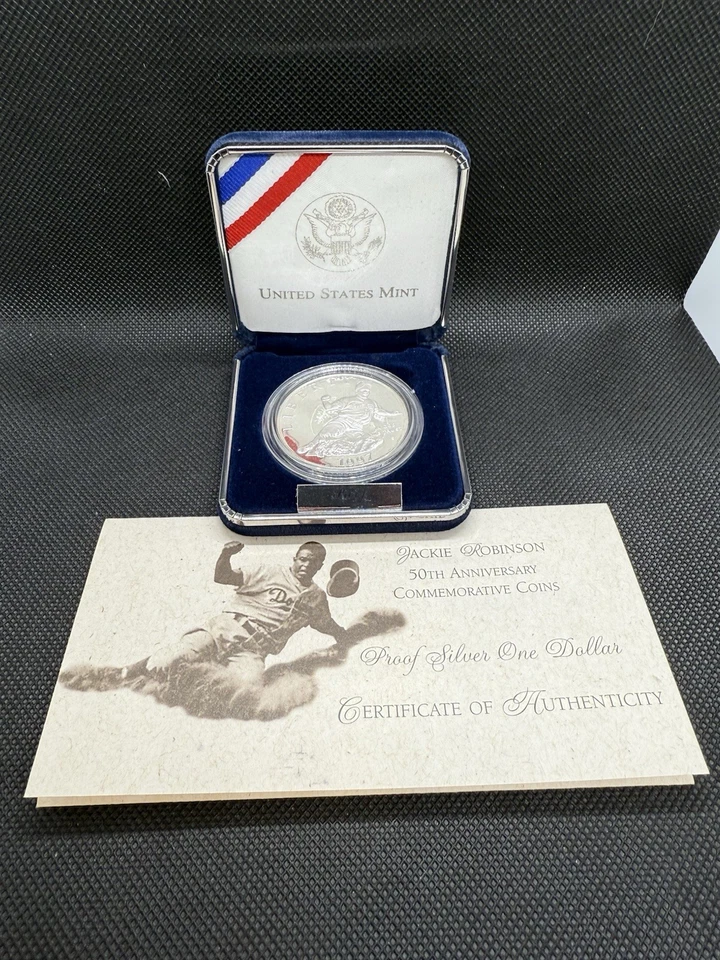 UNITED STATES MINT
JACKIE ROBINSON
50TH ANNIVERSARY
COMMEMORATIVE COINS
Proof Silver One Dollar
CERTIFICATE OF AUTHENTICITY